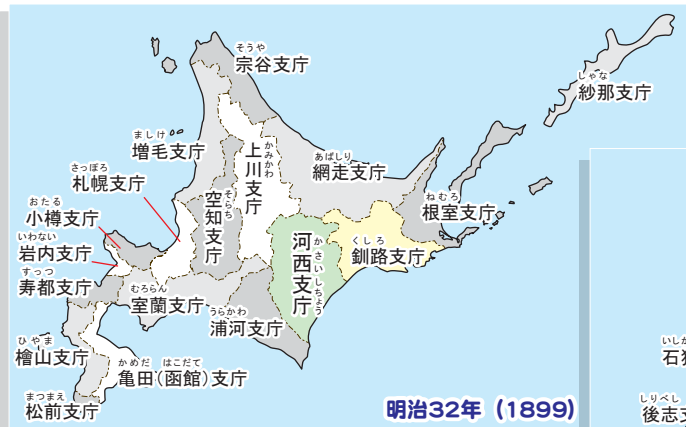 そうや
宗谷支庁
しゃな
紗那支庁
ましけ
増毛支庁
かみかわ
上川支庁
あばしり
網走支庁
さっぽろ
札幌支庁
そらち
空知支庁
ねむろ
根室支庁
おたる
小樽支庁
いわない
岩内支庁
かさいしちょう
河西支庁
くしろ
釧路支庁
すっつ
寿都支庁
むろらん
室蘭支庁
うらかわ
浦河支庁
ひやま
檜山支庁
かめだ はこだて
亀田(函館)支庁
まつまえ
松前支庁
明治32年（1899）
しりべし